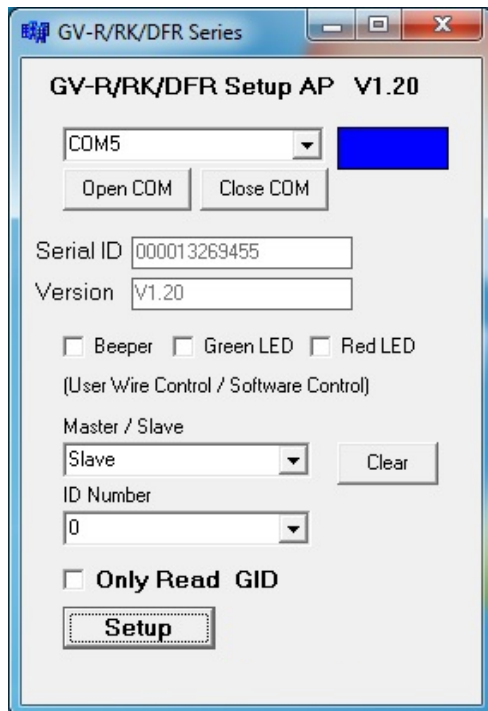 GV-R/RK/DFR Series
GV-R/RK/DFR Setup AP V1.20
COM5
Open COM Close COM
Serial ID 000013269455
Version V1.20
Beeper Green LED Red LED
(User Wire Control / Software Control)
Master / Slave
Slave Clear
ID Number
0
Only Read GID
Setup